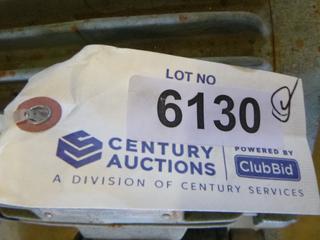 LOT NO
6130
CENTURY
AUCTIONS
POWERED BY
ClubBid
A DIVISION OF CENTURY SERVICES